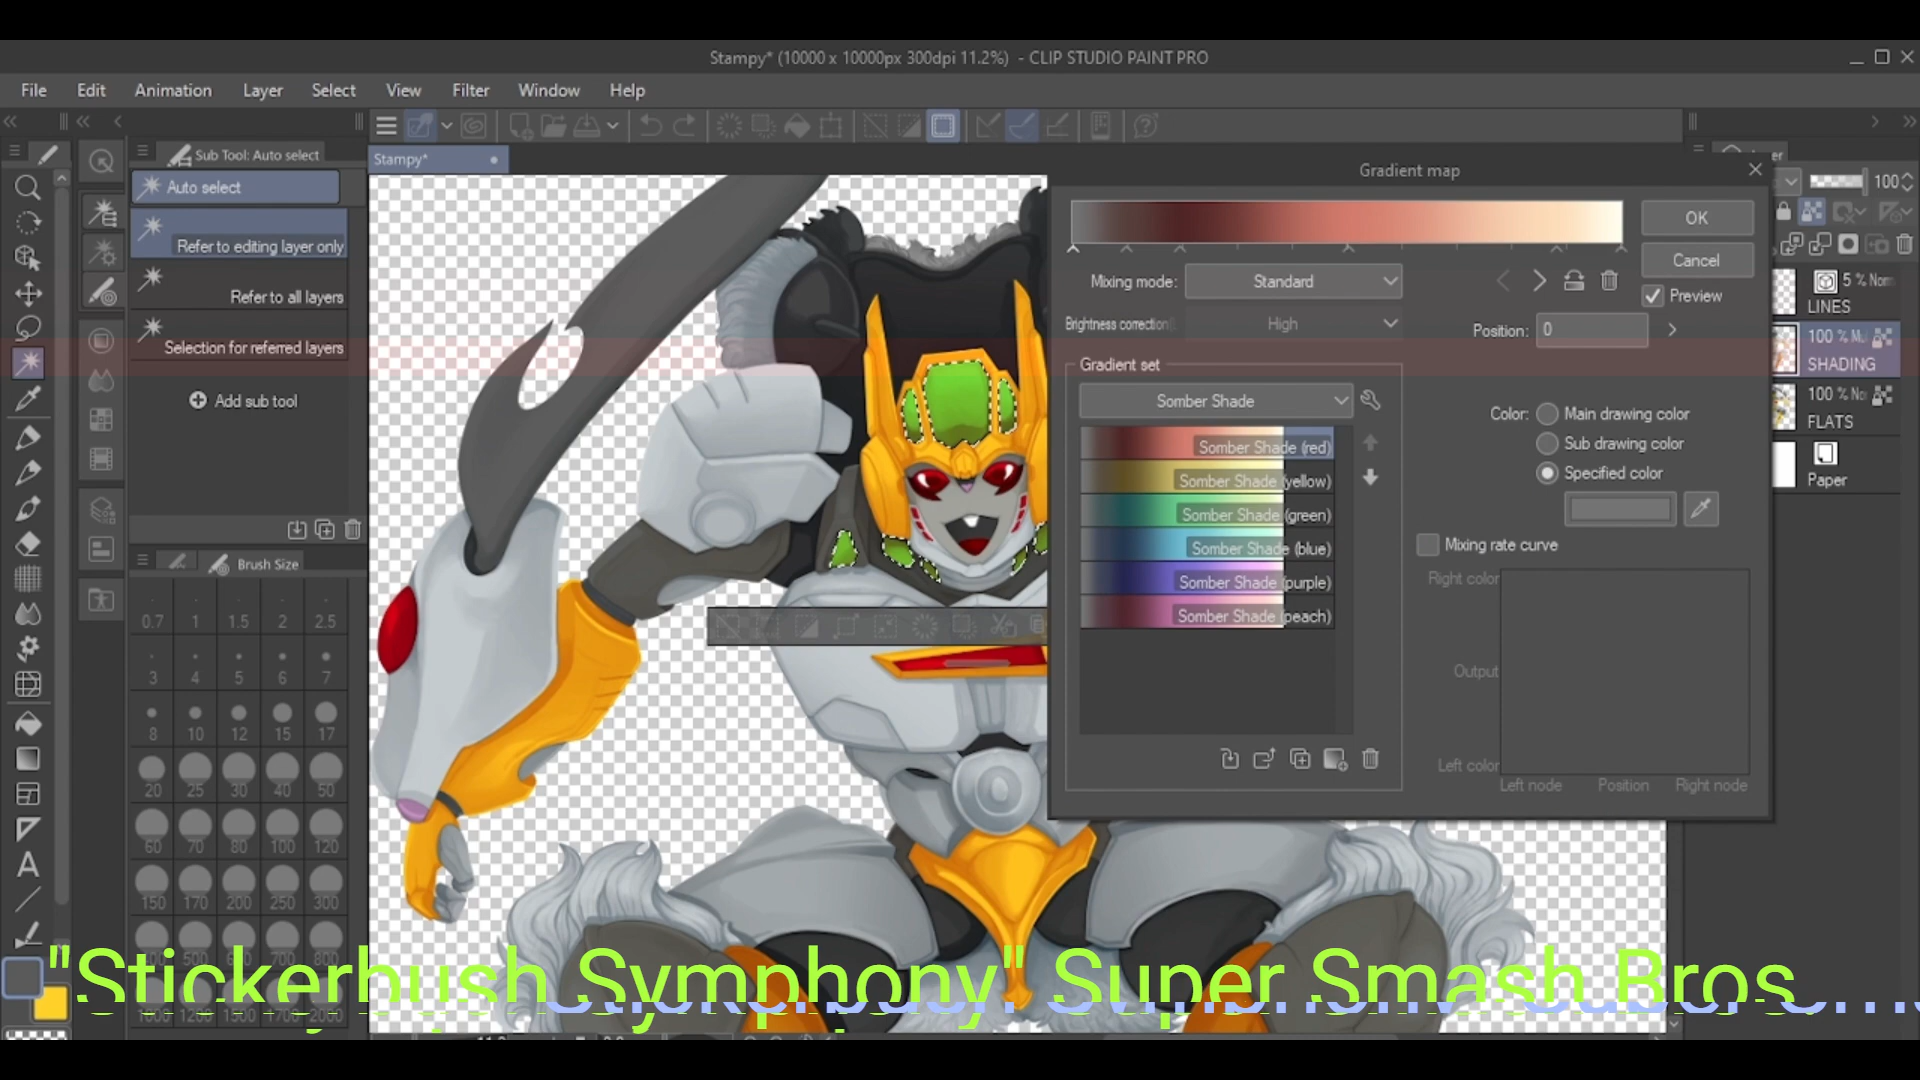 Stampy* (10000 x 10000px 300dpi 11.2%) - CLIP STUDIO PAINT PRO
File Edit Animation Layer Select View Filter Window Help
Sub Tool: Auto select
Auto select
Refer to editing layer only
Refer to all layers
Selection for referred layers
Add sub tool
Brush Size
0.7 1 1.5 2 2.5
3 4 5 6 7
8 10 12 15 17
20 25 30 40 50
60 70 80 100 120
150 170 200 250 300
1000 1200 1500 1700 2000
Stampy*
Gradient map
OK
Cancel
Mixing mode: Standard
Preview
Brightness correction: High
Position: 0
Gradient set
Somber Shade
Somber Shade (red)
Somber Shade (yellow)
Somber Shade (green)
Somber Shade (blue)
Somber Shade (purple)
Somber Shade (peach)
Color: Main drawing color
Sub drawing color
Specified color
Mixing rate curve
Right color
Output
Left color
Left node Position Right node
100
5 %
LINES
100 %
SHADING
100 %
FLATS
Paper
"Stickerbush Symphony" Super Smash Bros.